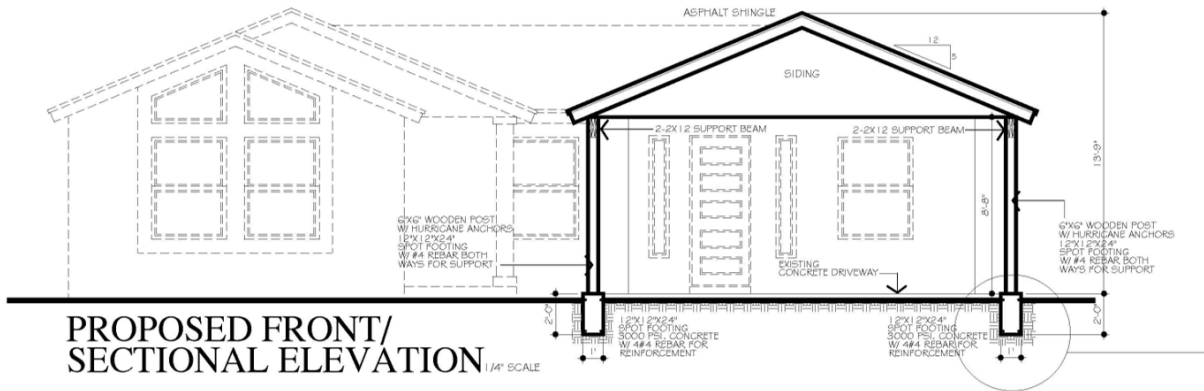 ASPHALT SHINGLE
12
5
SIDING
2-2X12 SUPPORT BEAM
2-2X12 SUPPORT BEAM
13'-9"
8'-8"
6"X6" WOODEN POST
W/ HURRICANE ANCHORS
12"X12"X24"
SPOT FOOTING
W/ #4 REBAR BOTH
WAYS FOR SUPPORT
6"X6" WOODEN POST
W/ HURRICANE ANCHORS
12"X12"X24"
SPOT FOOTING
W/ #4 REBAR BOTH
WAYS FOR SUPPORT
EXISTING
CONCRETE DRIVEWAY
2'-0"
2'-0"
12"X12"X24"
SPOT FOOTING
3000 PSI. CONCRETE
W/ 4#4 REBAR FOR
REINFORCEMENT
12"X12"X24"
SPOT FOOTING
3000 PSI. CONCRETE
W/ 4#4 REBAR FOR
REINFORCEMENT
1'
1'
PROPOSED FRONT/
SECTIONAL ELEVATION 1/4" SCALE